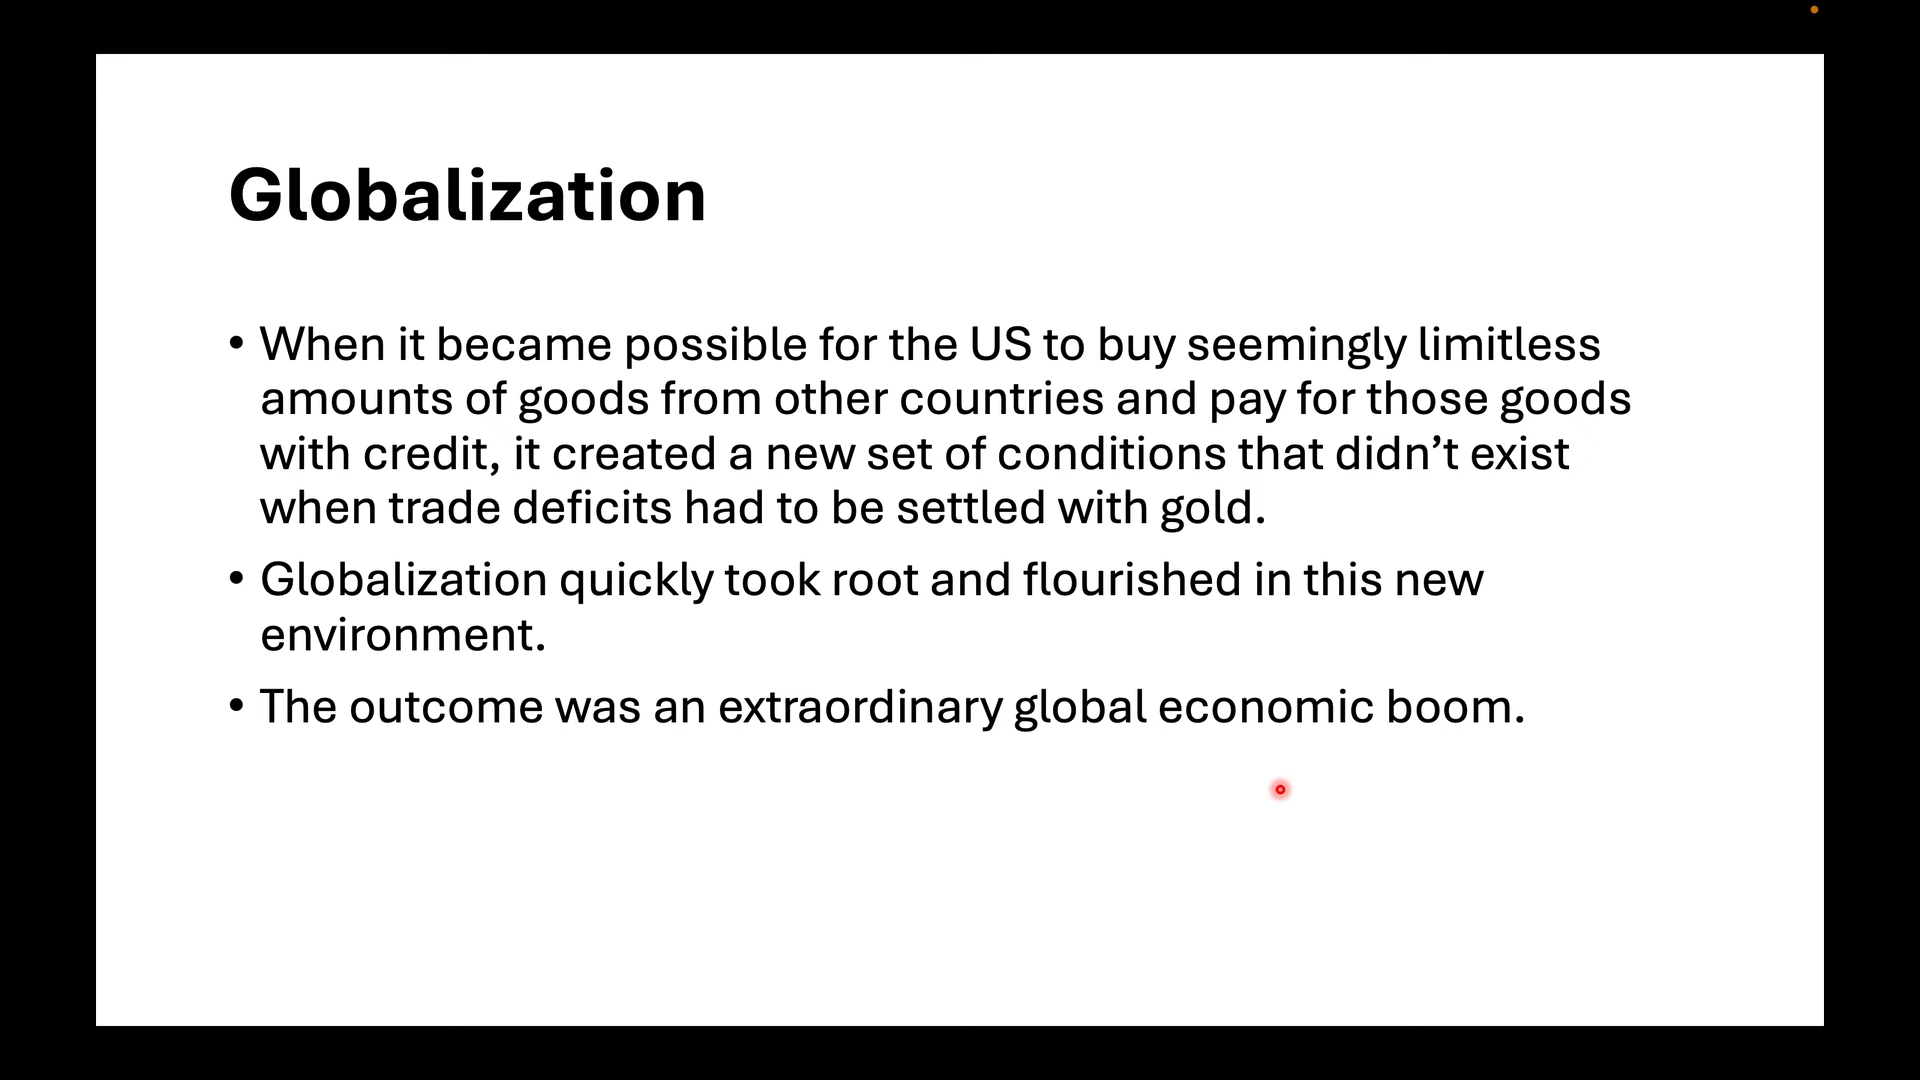 Globalization
• When it became possible for the US to buy seemingly limitless
amounts of goods from other countries and pay for those goods
with credit, it created a new set of conditions that didn’t exist
when trade deficits had to be settled with gold.
• Globalization quickly took root and flourished in this new
environment.
• The outcome was an extraordinary global economic boom.